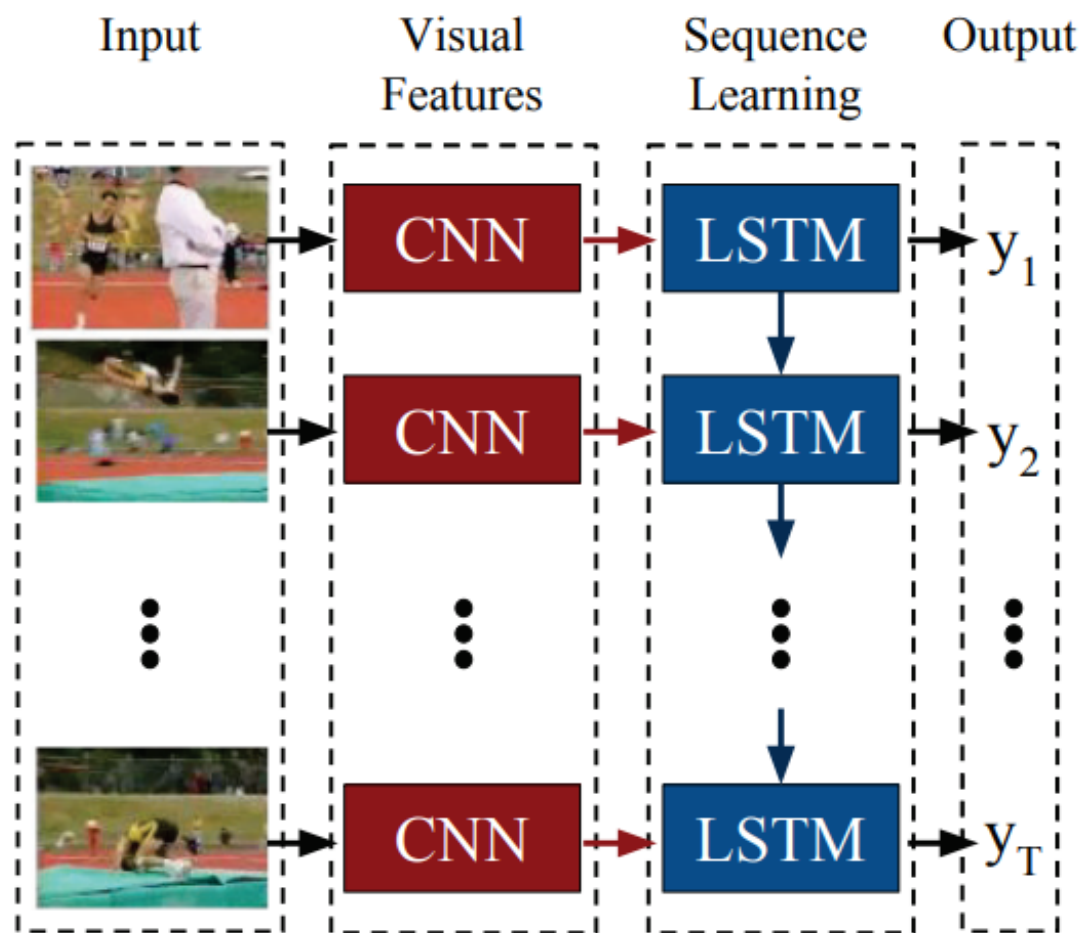 Input
Visual
Features
Sequence
Learning
Output
CNN
LSTM
y1
CNN
LSTM
y2
CNN
LSTM
yT